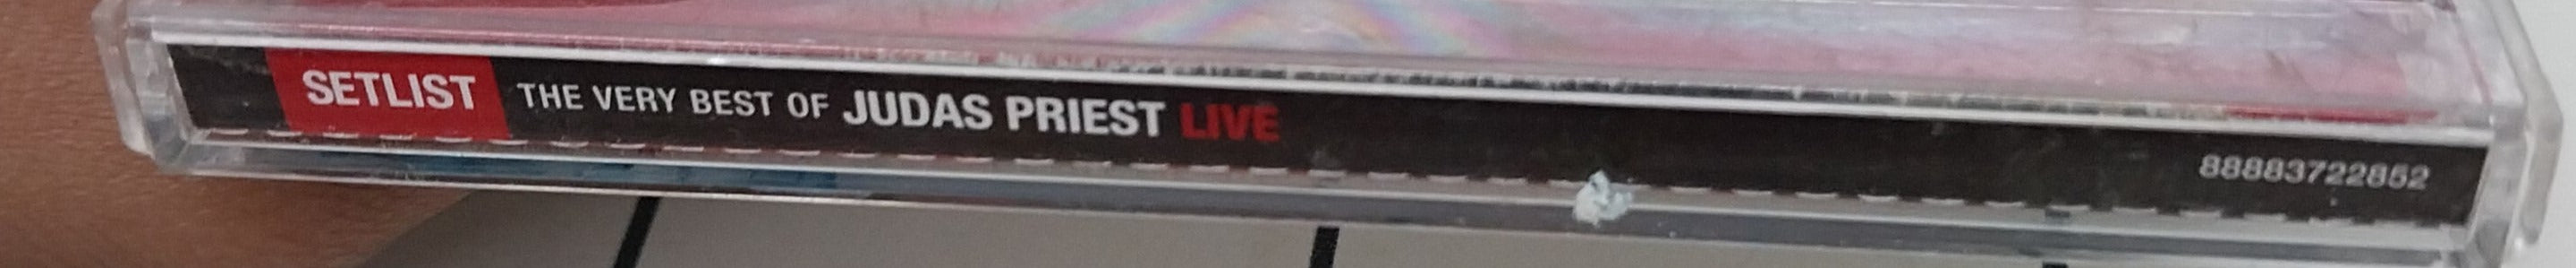 SETLIST THE VERY BEST OF JUDAS PRIEST LIVE 88883722852